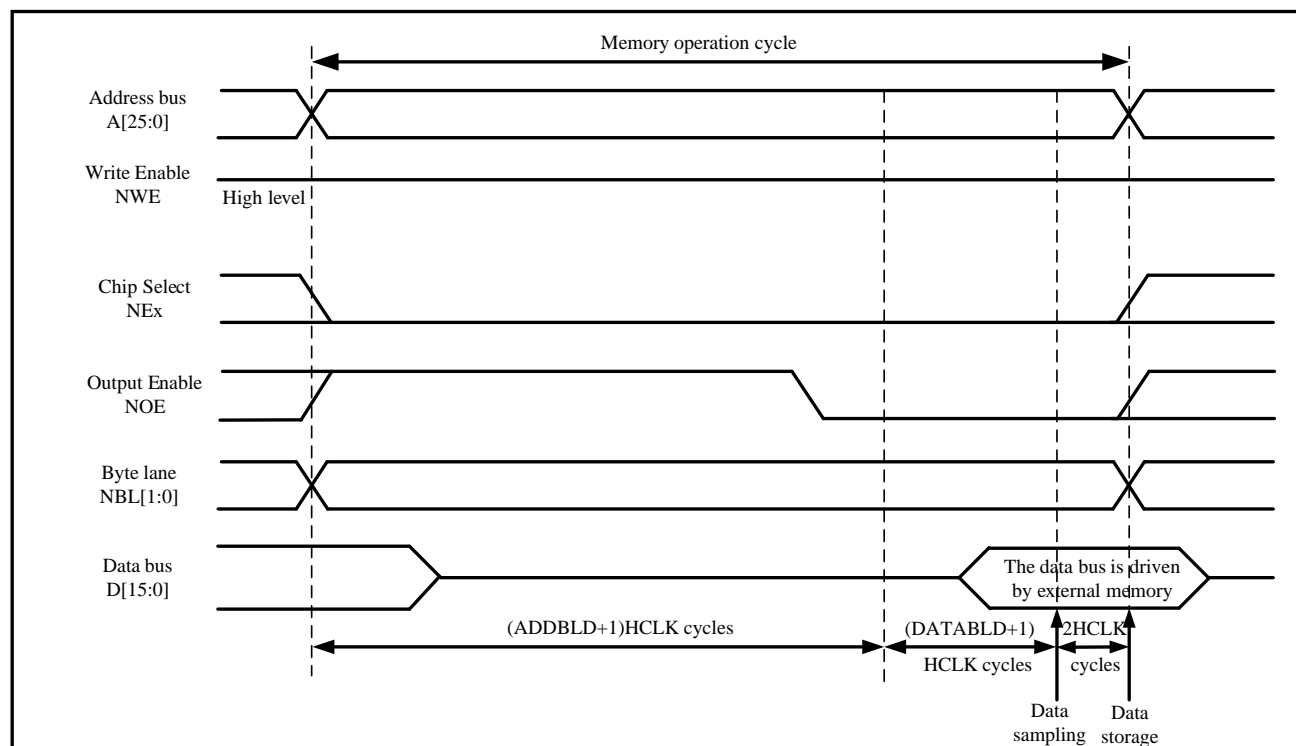 Memory operation cycle
Address bus
A[25:0]
Write Enable
NWE
High level
Chip Select
NEx
Output Enable
NOE
Byte lane
NBL[1:0]
Data bus
D[15:0]
The data bus is driven
by external memory
(ADDBLD+1)HCLK cycles
(DATABLD+1)
HCLK cycles
2HCLK
cycles
Data
sampling
Data
storage